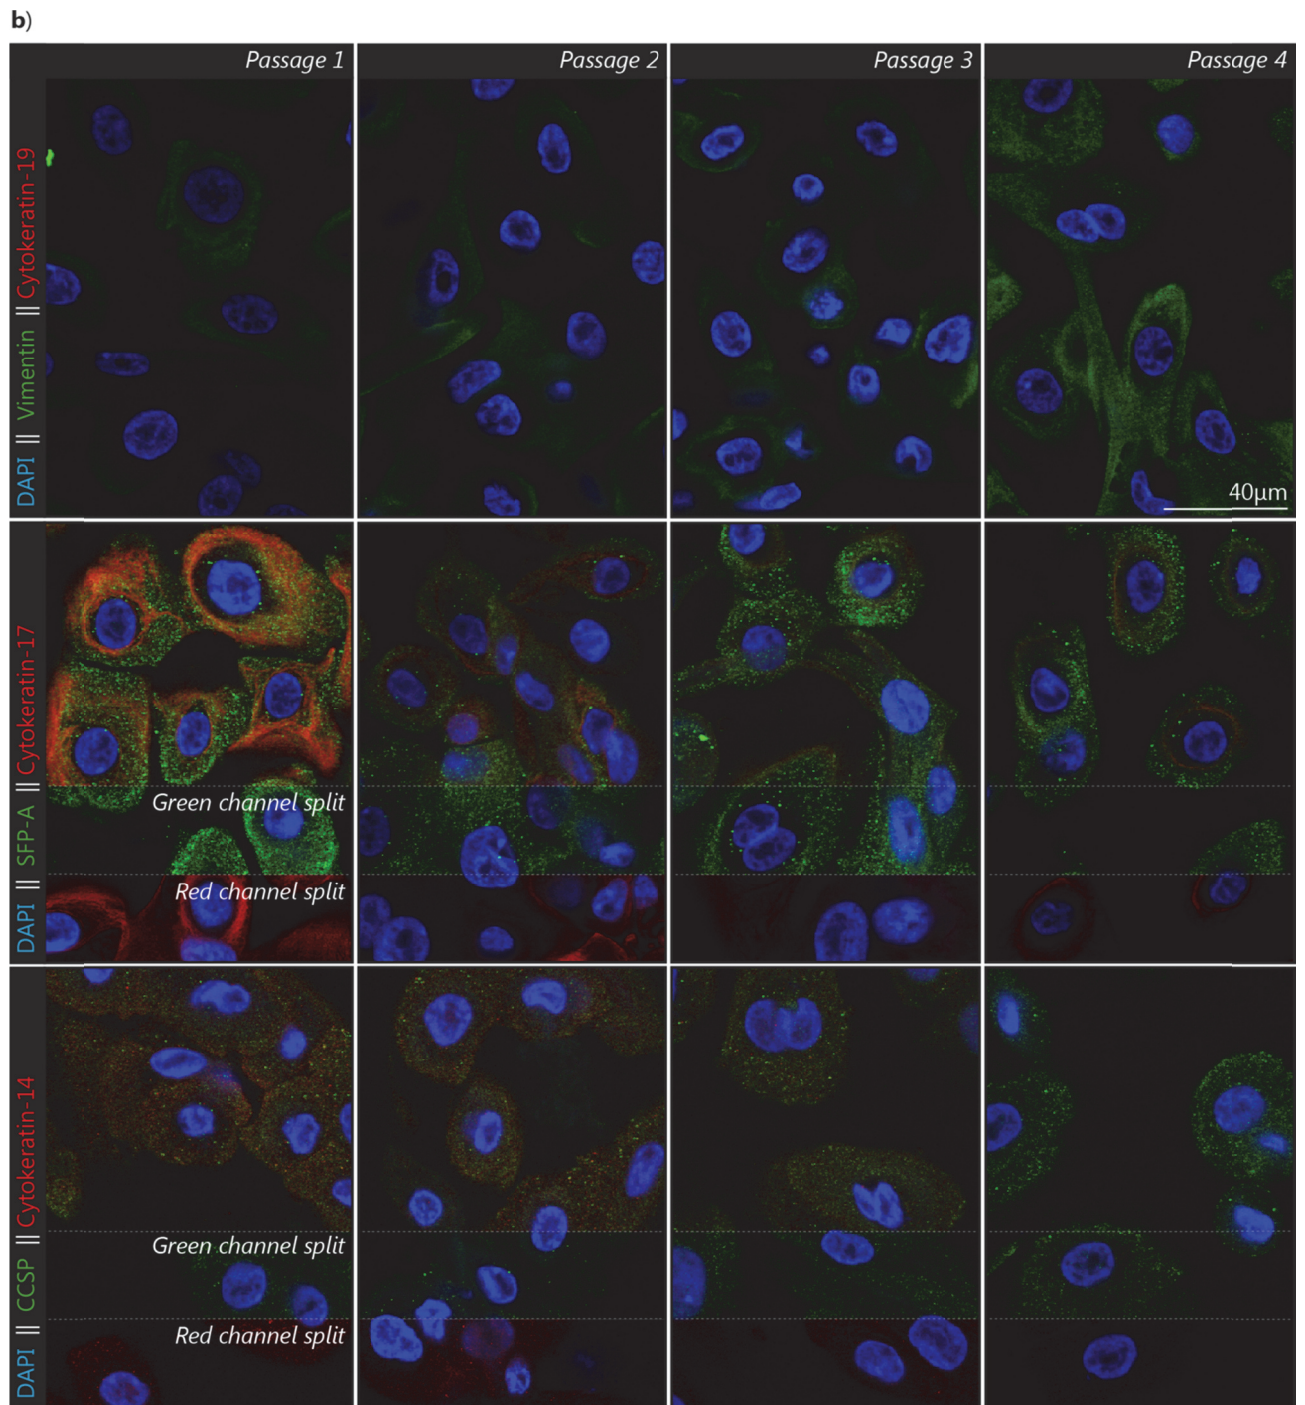 b)
Passage 1
Passage 2
Passage 3
Passage 4
DAPI || Vimentin || Cytokeratin-19
40µm
DAPI || SFP-A || Cytokeratin-17
Green channel split
Red channel split
DAPI || CCSP || Cytokeratin-14
Green channel split
Red channel split